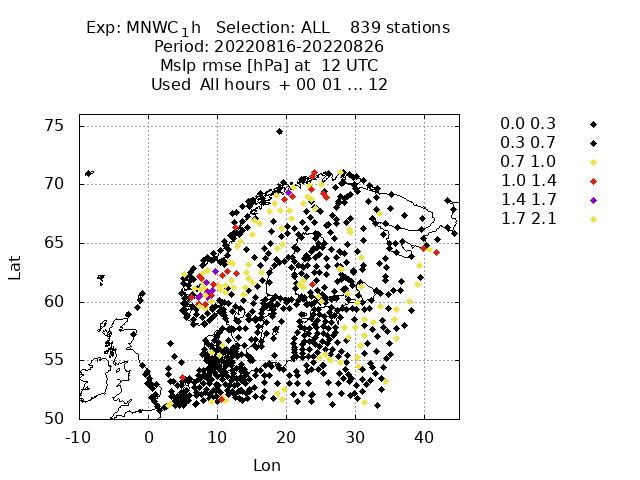 Exp: MNWC_1h Selection: ALL 839 stations
Period: 20220816-20220826
Mslp rmse [hPa] at 12 UTC
Used All hours + 00 01 ... 12
0.0 0.3
0.3 0.7
0.7 1.0
1.0 1.4
1.4 1.7
1.7 2.1
75
70
65
60
55
50
Lat
-10 0 10 20 30 40
Lon